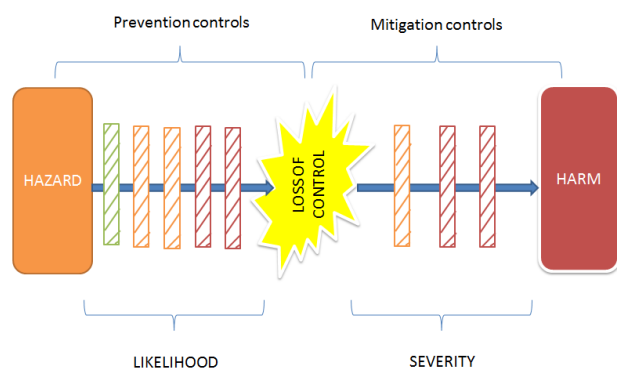 Prevention controls
Mitigation controls
HAZARD
LOSS OF
CONTROL
HARM
LIKELIHOOD
SEVERITY